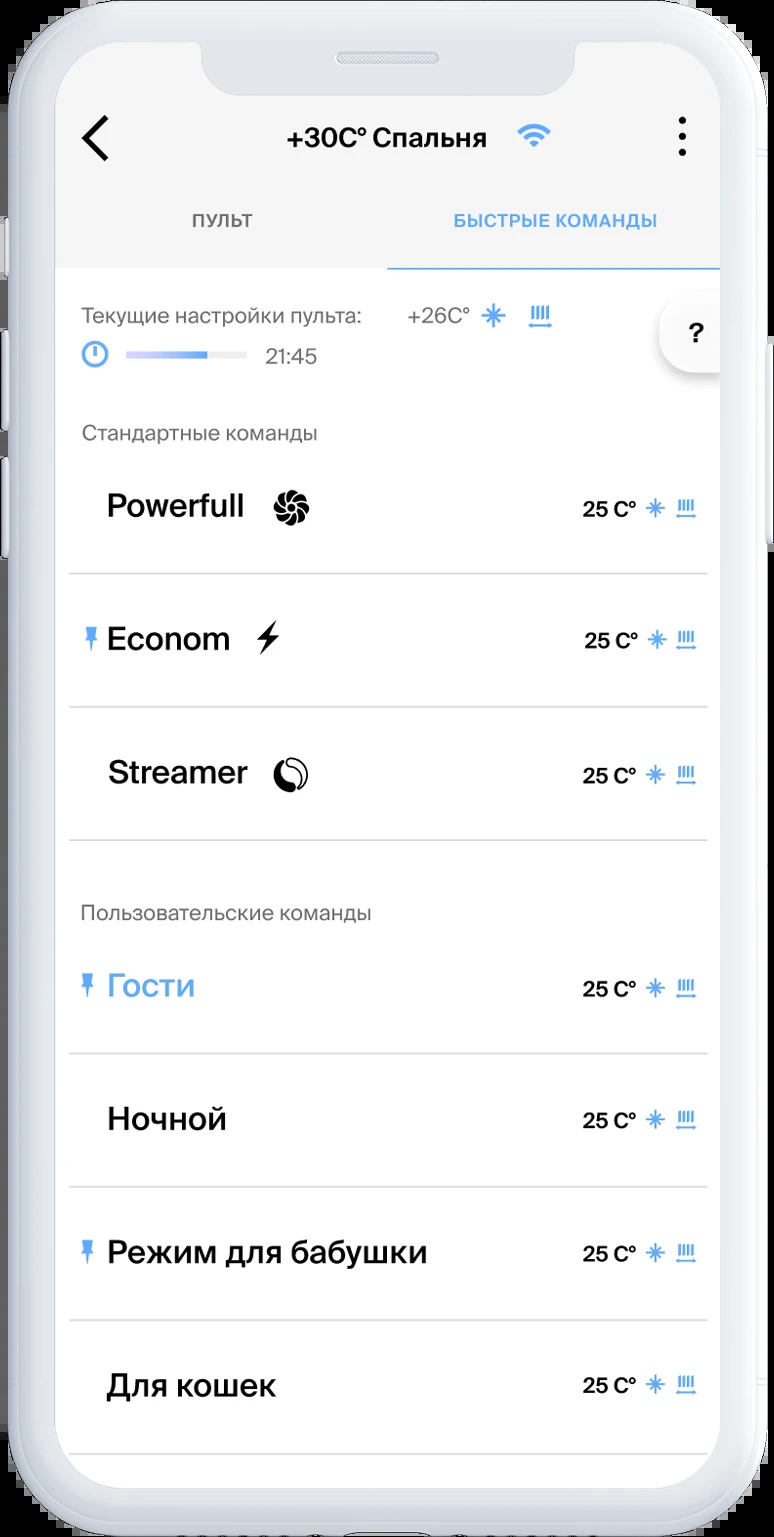 +30C° Спальня
ПУЛЬТ БЫСТРЫЕ КОМАНДЫ
Текущие настройки пульта: +26C°
21:45
?
Стандартные команды
Powerfull 25 C°
Econom 25 C°
Streamer 25 C°
Пользовательские команды
Гости 25 C°
Ночной 25 C°
Режим для бабушки 25 C°
Для кошек 25 C°